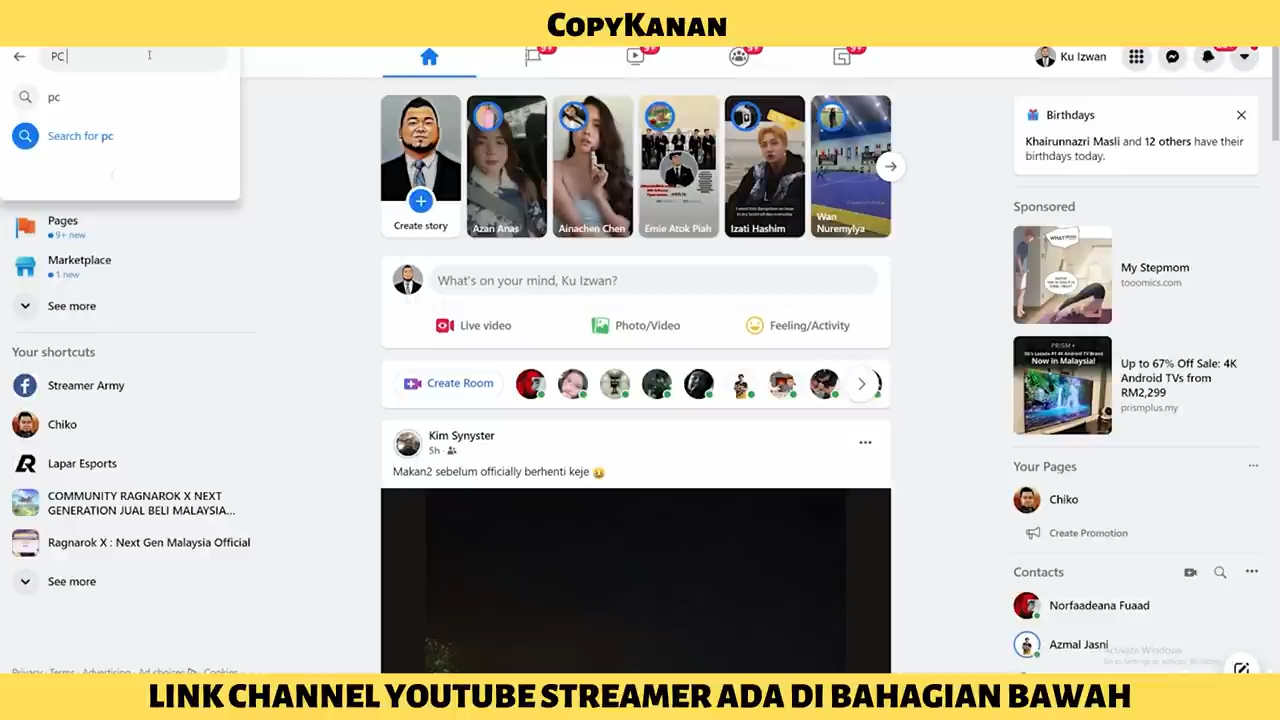 COPYKANAN
PC
Ku Izwan
pc
Search for pc
Pages
9+ new
Marketplace
1 new
See more
Your shortcuts
Streamer Army
Chiko
Lapar Esports
COMMUNITY RAGNAROK X NEXT
GENERATION JUAL BELI MALAYSIA...
Ragnarok X : Next Gen Malaysia Official
See more
Privacy · Terms · Advertising · Ad choices · Cookies
Create story
Azan Anas
Ainachen Chen
Emie Atok Piah
Izati Hashim
Wan
Nuremylya
What's on your mind, Ku Izwan?
Live video
Photo/Video
Feeling/Activity
Create Room
Kim Synyster
5h
Makan2 sebelum officially berhenti keje
Birthdays
Khairunnazri Masli and 12 others have their
birthdays today.
Sponsored
WHAT?!!
My Stepmom
tooomics.com
PRISM+
Now in Malaysia!
Up to 67% Off Sale: 4K
Android TVs from
RM2,299
prismplus.my
Your Pages
Chiko
Create Promotion
Contacts
Norfaadeana Fuaad
Azmal Jasni
Activate Windows
LINK CHANNEL YOUTUBE STREAMER ADA DI BAHAGIAN BAWAH